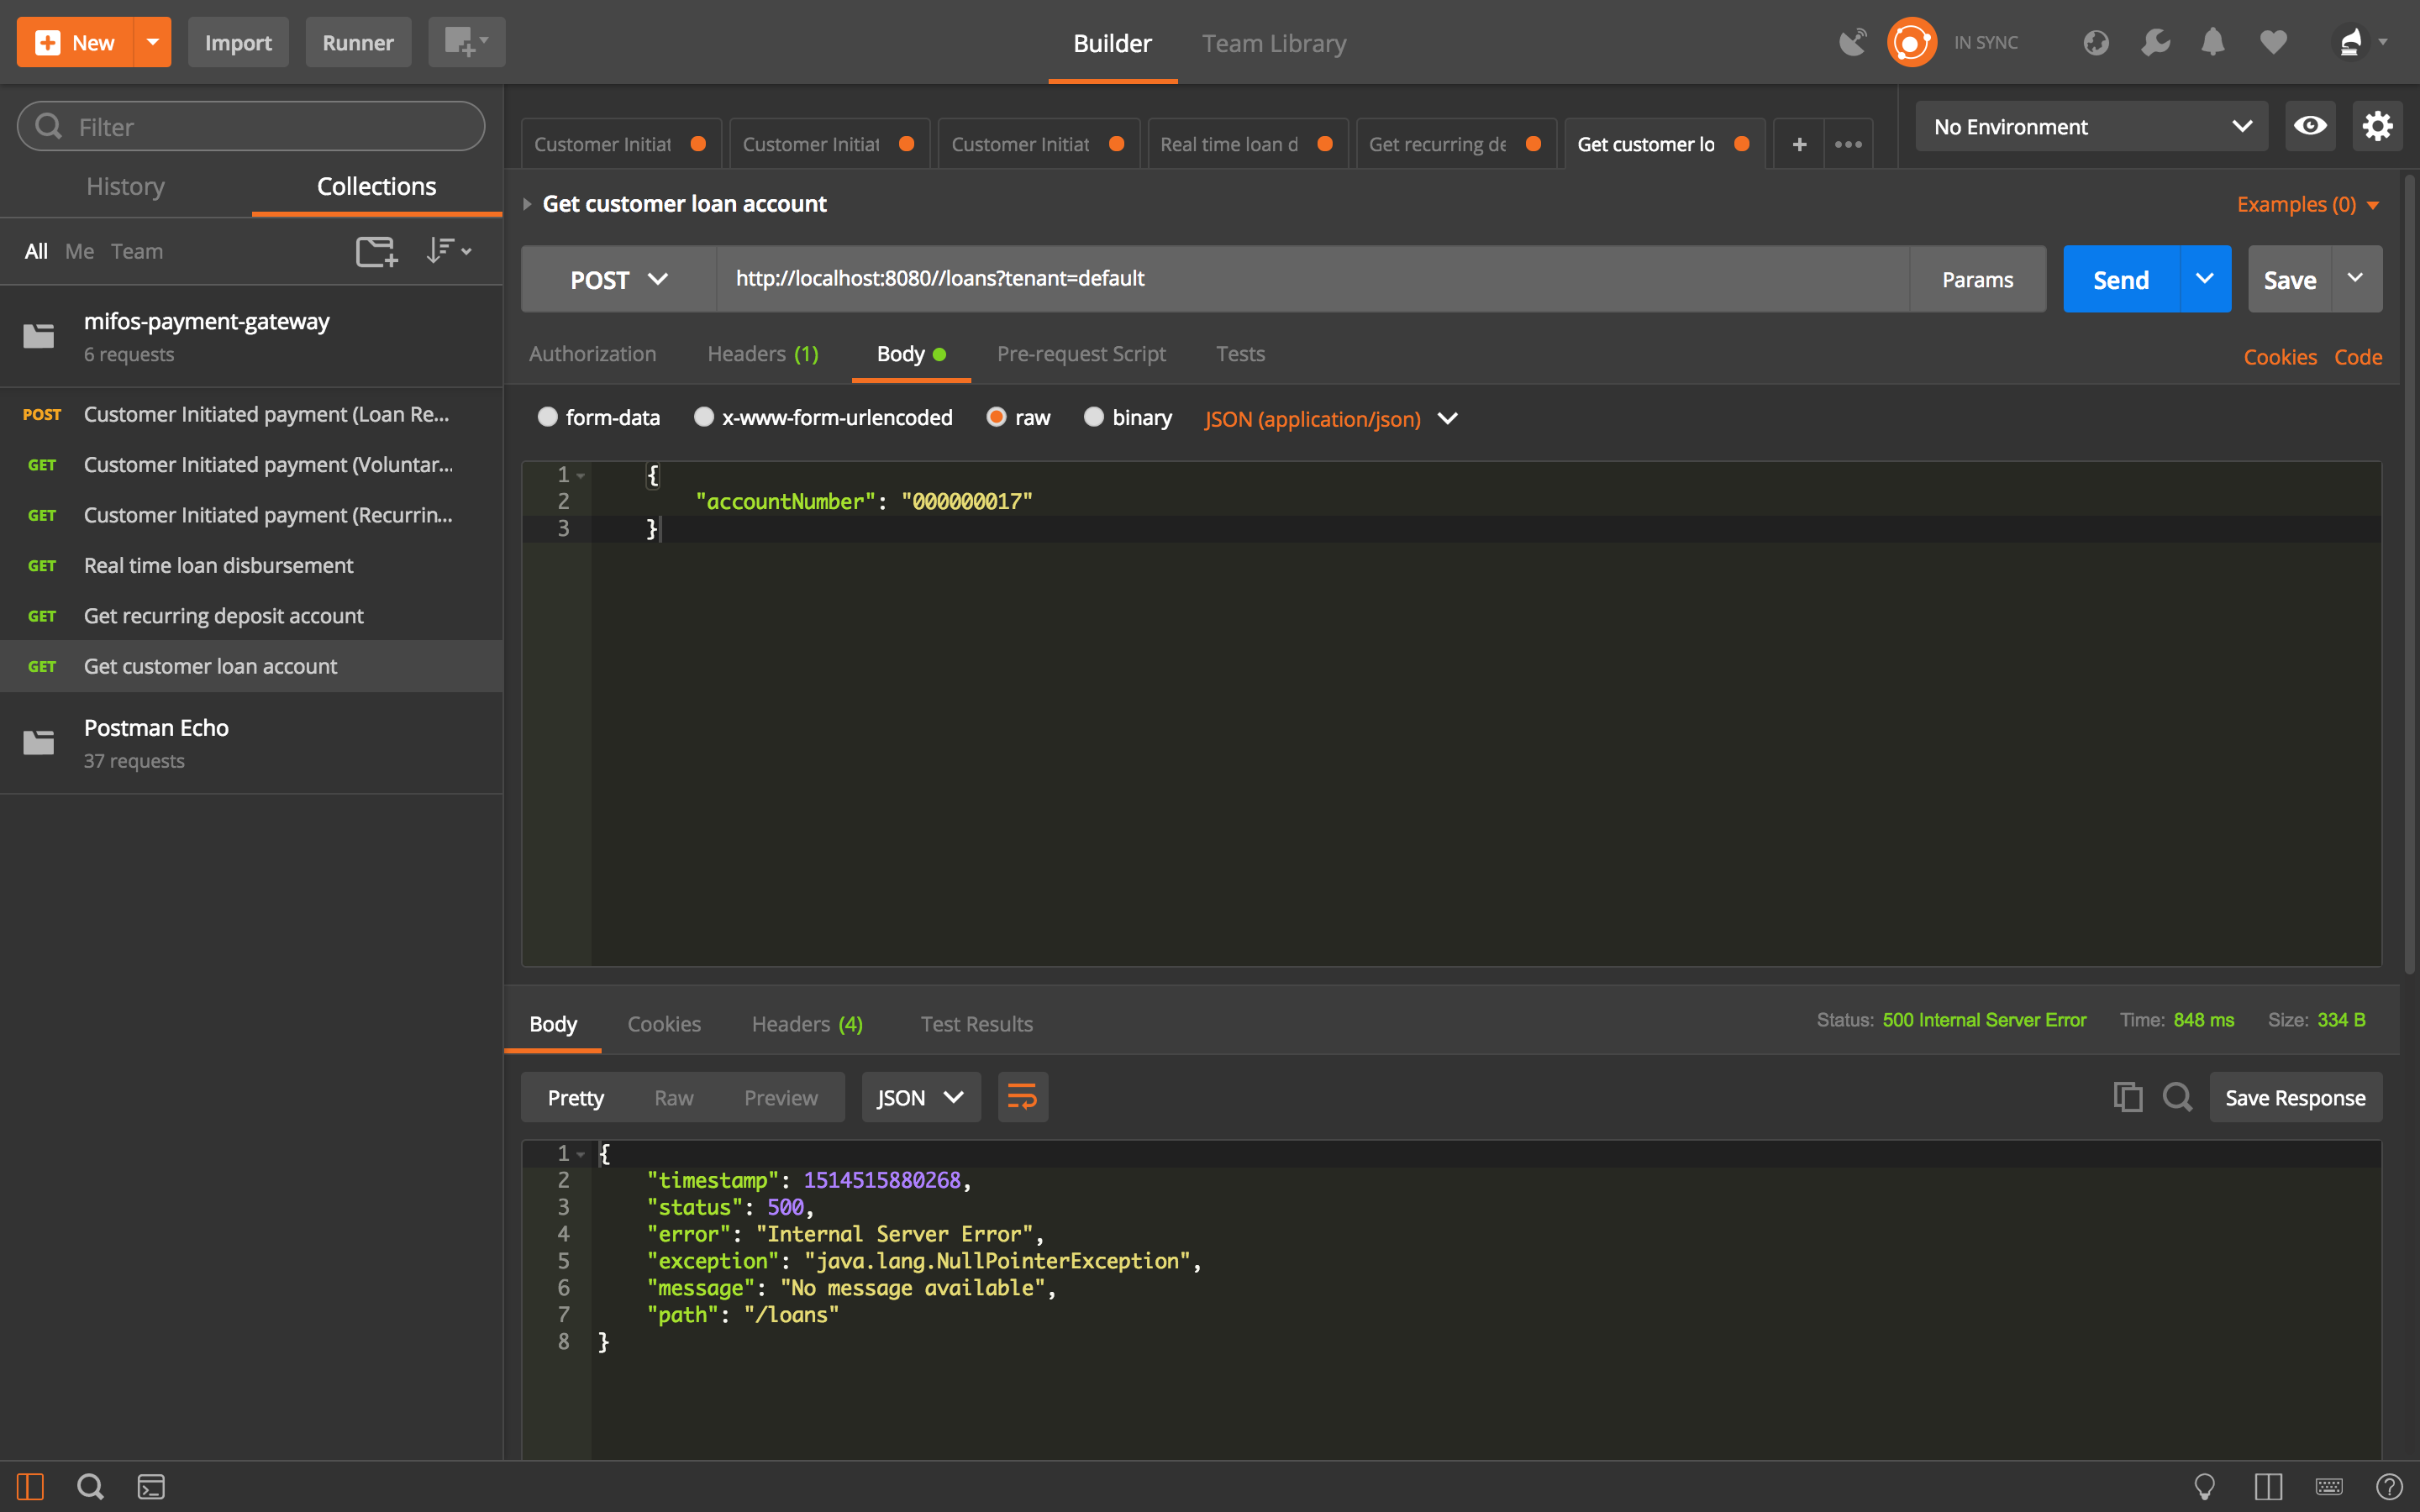 New
Import
Runner
Builder
Team Library
IN SYNC
Filter
History
Collections
All Me Team
mifos-payment-gateway
6 requests
POST Customer Initiated payment (Loan Re...
GET Customer Initiated payment (Voluntar...
GET Customer Initiated payment (Recurrin...
GET Real time loan disbursement
GET Get recurring deposit account
GET Get customer loan account
Postman Echo
37 requests
Customer Initiat
Customer Initiat
Customer Initiat
Real time loan d
Get recurring de
Get customer lo
No Environment
Get customer loan account
Examples (0)
POST
http://localhost:8080//loans?tenant=default
Params
Send
Save
Authorization
Headers (1)
Body
Pre-request Script
Tests
Cookies
Code
form-data
x-www-form-urlencoded
raw
binary
JSON (application/json)
1 {
2 "accountNumber": "000000017"
3 }
Body
Cookies
Headers (4)
Test Results
Status: 500 Internal Server Error
Time: 848 ms
Size: 334 B
Pretty
Raw
Preview
JSON
Save Response
1 {
2 "timestamp": 1514515880268,
3 "status": 500,
4 "error": "Internal Server Error",
5 "exception": "java.lang.NullPointerException",
6 "message": "No message available",
7 "path": "/loans"
8 }